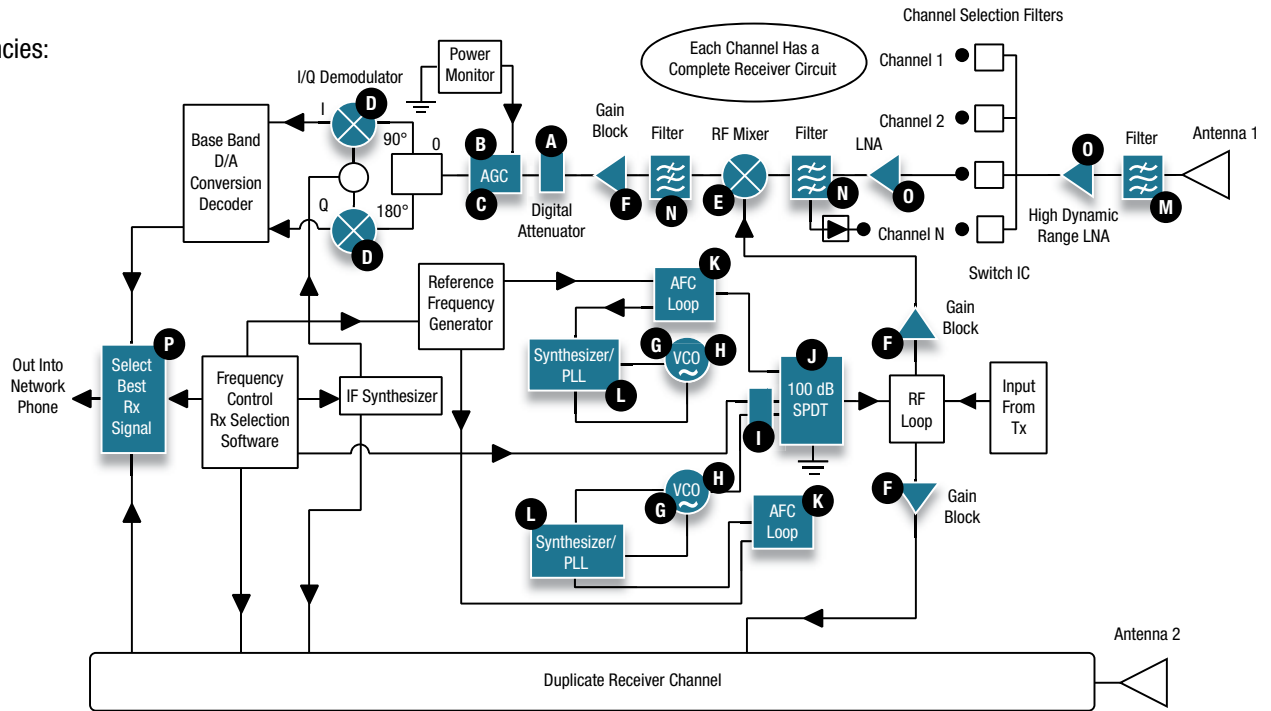 Channel Selection Filters
ncies:
Each Channel Has a
Complete Receiver Circuit
Channel 1
Power
Monitor
I/Q Demodulator
I
D
90°
Base Band
D/A
Conversion
Decoder
Q
180°
D
0
B
AGC
C
A
Digital
Attenuator
Gain
Block
F
Filter
N
RF Mixer
E
Filter
N
LNA
O
Channel 2
Channel N
Switch IC
O
High Dynamic
Range LNA
Filter
M
Antenna 1
Reference
Frequency
Generator
K
AFC
Loop
G
VCO
~
H
Synthesizer/
PLL
L
J
100 dB
SPDT
I
F
Gain
Block
RF
Loop
Input
From
Tx
Out Into
Network
Phone
P
Select
Best
Rx
Signal
Frequency
Control
Rx Selection
Software
IF Synthesizer
H
VCO
~
G
L
Synthesizer/
PLL
K
AFC
Loop
F
Gain
Block
Antenna 2
Duplicate Receiver Channel